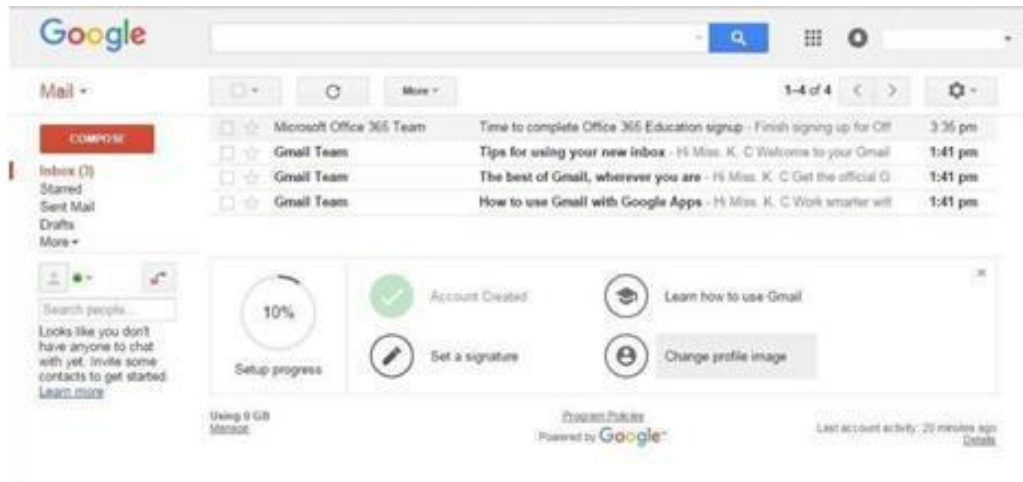 Google
Mail
More
1–4 of 4
COMPOSE
Inbox (3)
Starred
Sent Mail
Drafts
More
Microsoft Office 365 Team Time to complete Office 365 Education signup - Finish signing up for Off 3:35 pm
Gmail Team Tips for using your new inbox - Hi Miss. K. C Welcome to your Gmail 1:41 pm
Gmail Team The best of Gmail, wherever you are - Hi Miss. K. C Get the official G 1:41 pm
Gmail Team How to use Gmail with Google Apps - Hi Miss. K. C Work smarter wit 1:41 pm
Search people...
Looks like you don't
have anyone to chat
with yet. Invite some
contacts to get started.
Learn more
10%
Setup progress
Account Created
Learn how to use Gmail
Set a signature
Change profile image
Using 0 GB
Manage
Program Policies
Powered by Google™
Last account activity: 20 minutes ago
Details